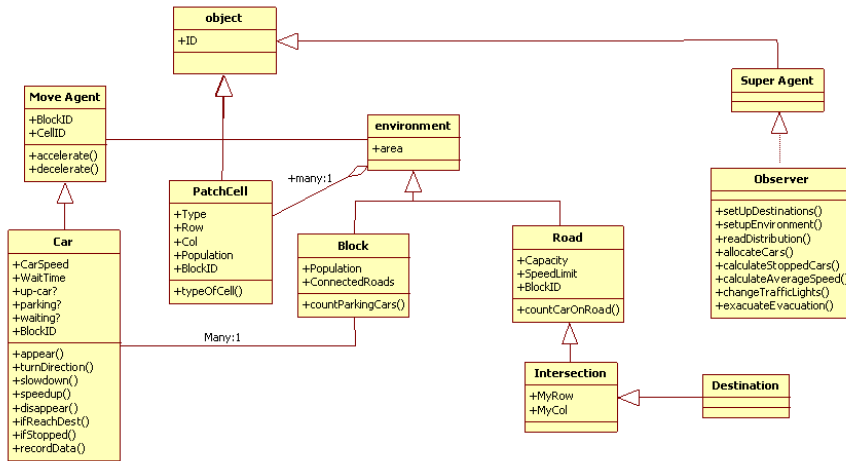 object
+ID
Super Agent
Move Agent
+BlockID
+CellID
+accelerate()
+decelerate()
environment
+area
+many:1
PatchCell
+Type
+Row
+Col
+Population
+BlockID
+typeOfCell()
Observer
+setUpDestinations()
+setupEnvironment()
+readDistribution()
+allocateCars()
+calculateStoppedCars()
+calculateAverageSpeed()
+changeTrafficLights()
+exacuateEvacuation()
Car
+CarSpeed
+WaitTime
+up-car?
+parking?
+waiting?
+BlockID
+appear()
+turnDirection()
+slowdown()
+speedup()
+disappear()
+ifReachDest()
+ifStopped()
+recordData()
Block
+Population
+ConnectedRoads
+countParkingCars()
Road
+Capacity
+SpeedLimit
+BlockID
+countCarOnRoad()
Many:1
Intersection
+MyRow
+MyCol
Destination